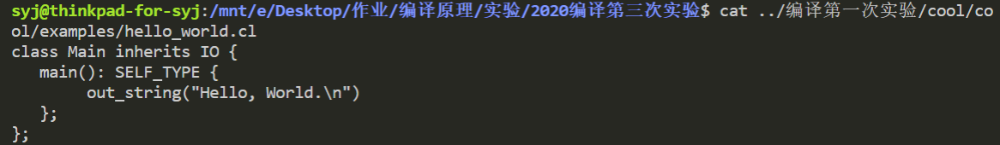 syj@thinkpad-for-syj:/mnt/e/Desktop/作业/编译原理/实验/2020编译第三次实验$ cat ../编译第一次实验/cool/co
ol/examples/hello_world.cl
class Main inherits IO {
   main(): SELF_TYPE {
        out_string("Hello, World.\n")
   };
};